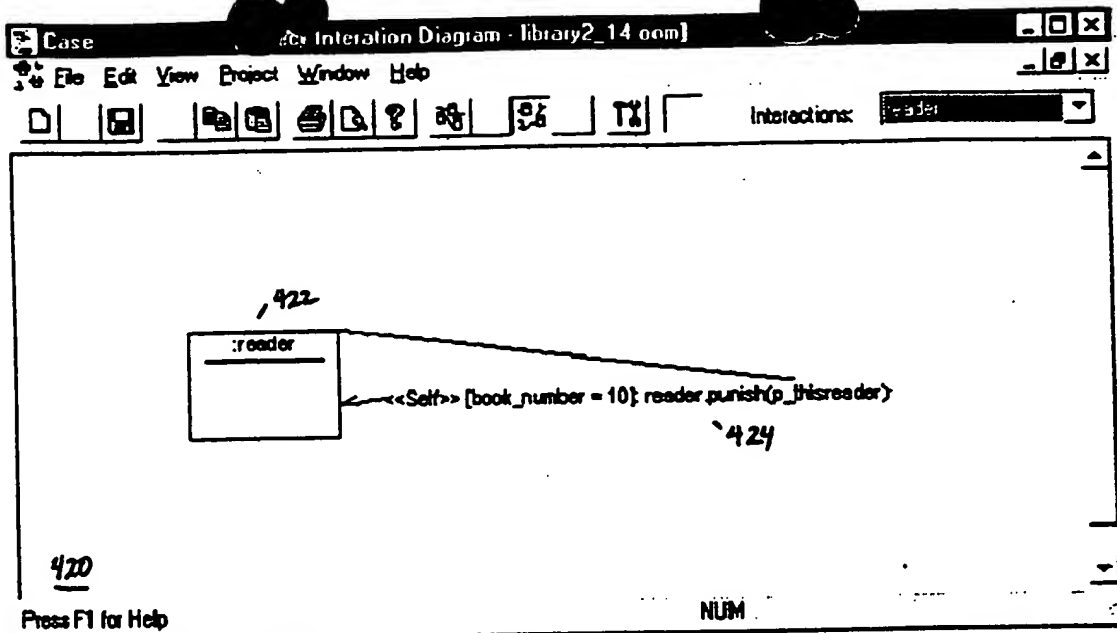 Case Interation Diagram - library2_14 oom]
File Edit View Project Window Help
Interactions: reader
,422
:reader
<<Self>> [book_number = 10]: reader.punish(p_thisreader)
424
420
Press F1 for Help NUM